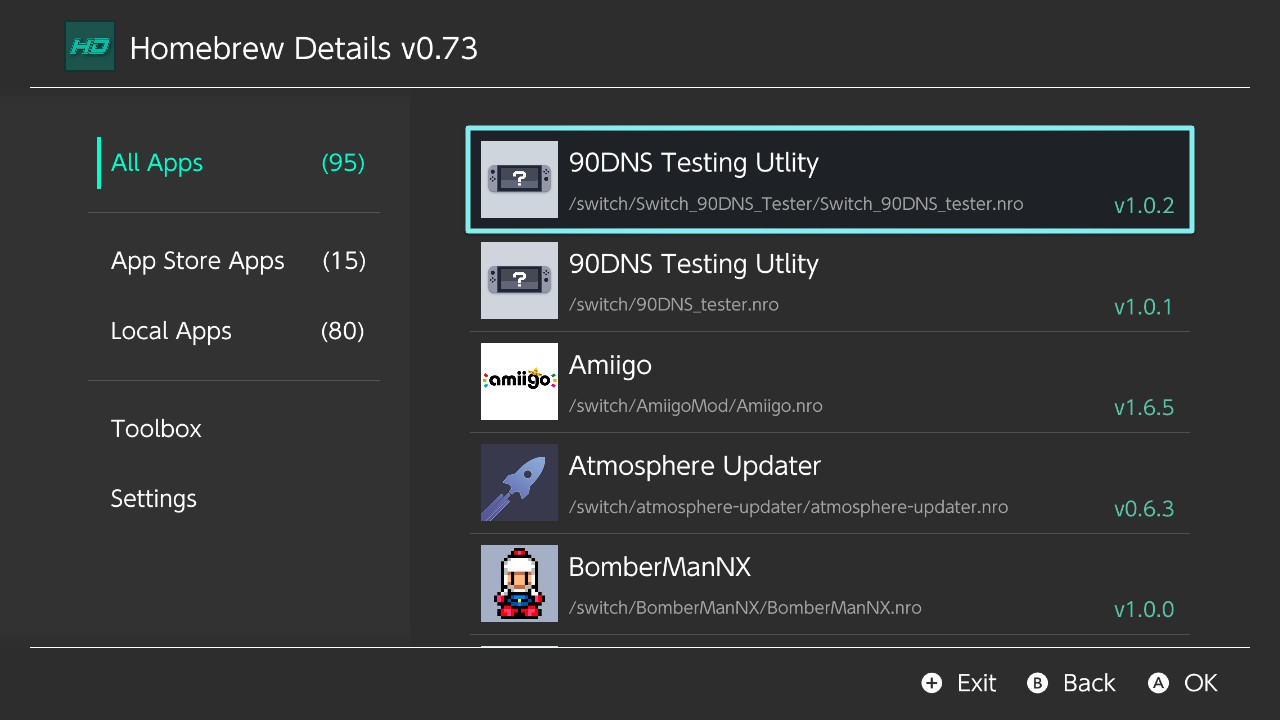 HD Homebrew Details v0.73
All Apps (95)
App Store Apps (15)
Local Apps (80)
Toolbox
Settings
90DNS Testing Utlity
/switch/Switch_90DNS_Tester/Switch_90DNS_tester.nro v1.0.2
90DNS Testing Utlity
/switch/90DNS_tester.nro v1.0.1
amiigo
Amiigo
/switch/AmiigoMod/Amiigo.nro v1.6.5
Atmosphere Updater
/switch/atmosphere-updater/atmosphere-updater.nro v0.6.3
BomberManNX
/switch/BomberManNX/BomberManNX.nro v1.0.0
+ Exit B Back A OK